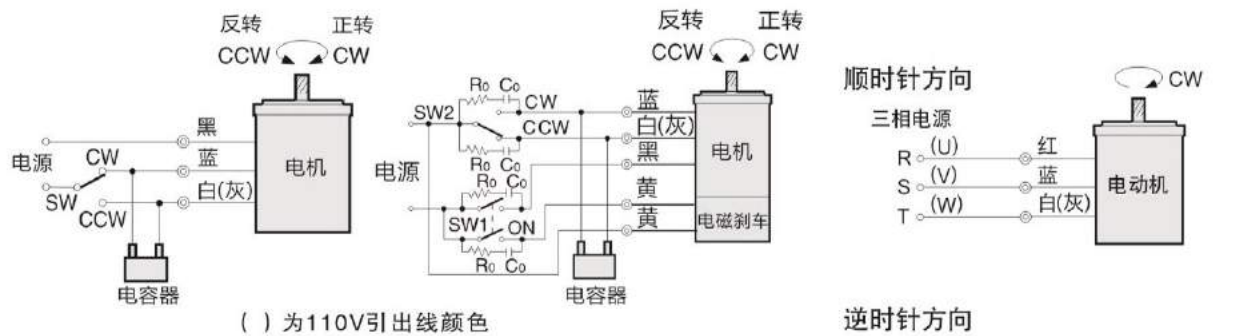 反转 正转
CCW CW
黑
蓝
白(灰)
电机
电源
CW
SW
CCW
电容器
反转 正转
CCW CW
R₀ C₀
CW
SW2
CCW
R₀ C₀
蓝
白(灰)
黑
黄
黄
电机
电磁刹车
电源
R₀ C₀
SW1 ON
R₀ C₀
电容器
( ) 为110V引出线颜色
顺时针方向
CW
三相电源
R (U) 红
S (V) 蓝
T (W) 白(灰)
电动机
逆时针方向